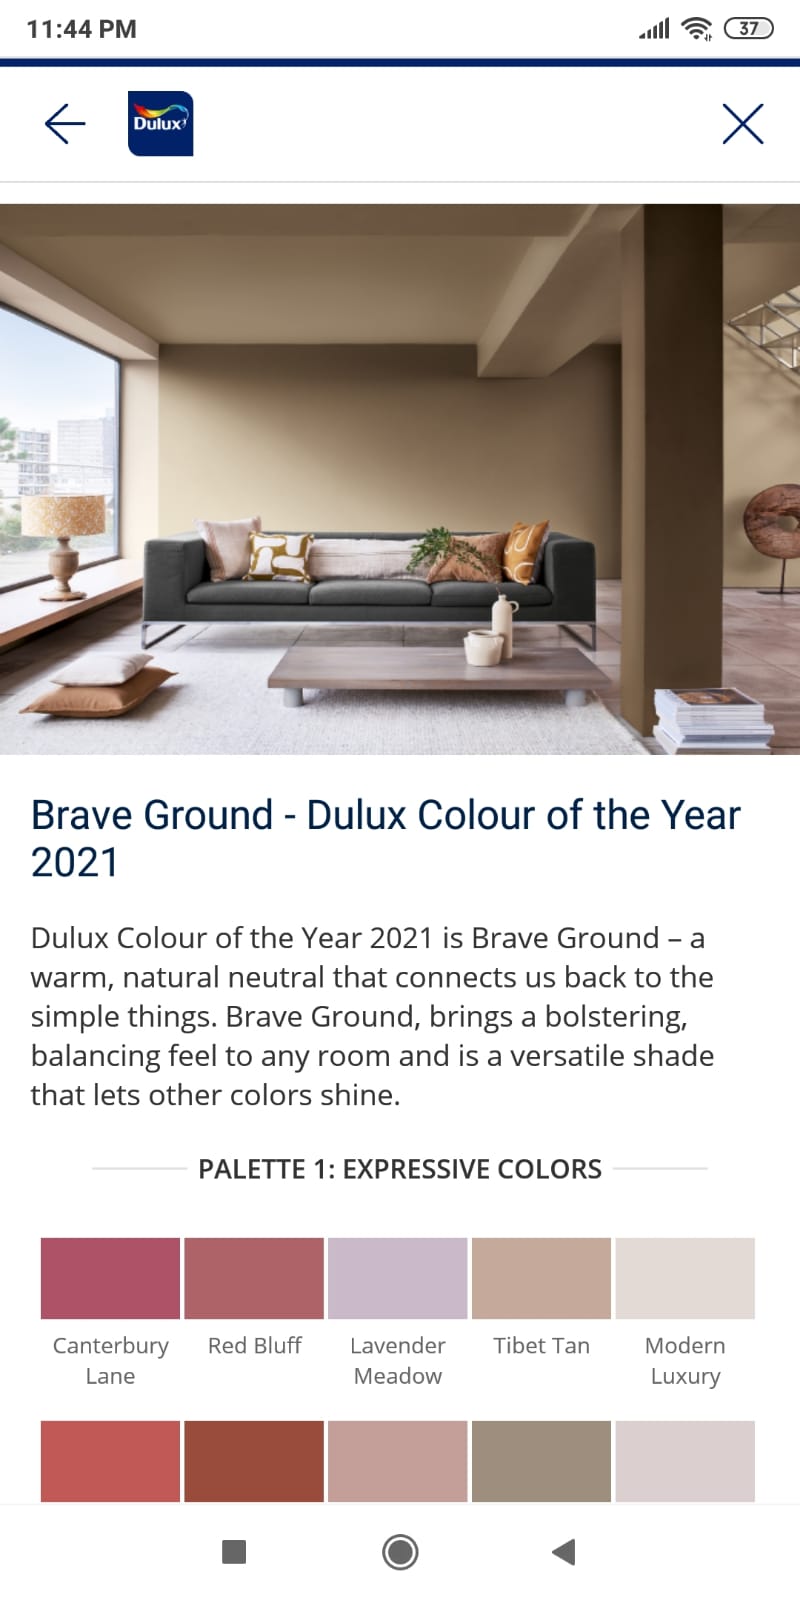 11:44 PM
37
Dulux
Brave Ground - Dulux Colour of the Year
2021
Dulux Colour of the Year 2021 is Brave Ground – a
warm, natural neutral that connects us back to the
simple things. Brave Ground, brings a bolstering,
balancing feel to any room and is a versatile shade
that lets other colors shine.
PALETTE 1: EXPRESSIVE COLORS
Canterbury Lane
Red Bluff
Lavender Meadow
Tibet Tan
Modern Luxury